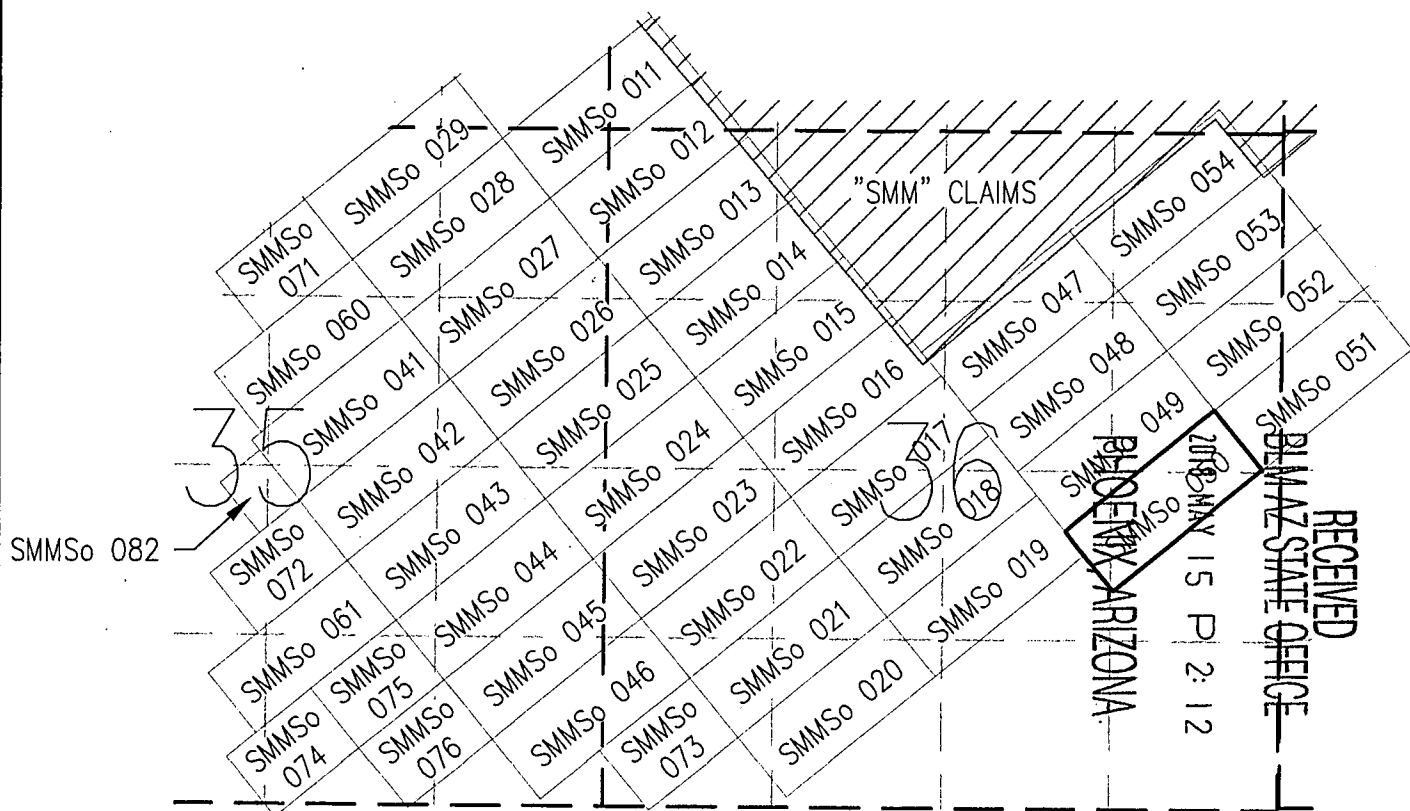 SMMSo 011
SMMSo 029
SMMSo 012
SMMSo 028
SMMSo 054
"SMM" CLAIMS
SMMSo 013
SMMSo
071
SMMSo 027
SMMSo 053
SMMSo 014
SMMSo 047
SMMSo 060
SMMSo 026
SMMSo 052
SMMSo 015
SMMSo 048
SMMSo 041
SMMSo 025
SMMSo 051
SMMSo 016
SMMSo 049
35
SMMSo 042
SMMSo 024
SMMSo 017
36
SMMSo 082
SMMSo
072
SMMSo 043
SMMSo 023
SMMSo 018
SMMSo
SMMSo 061
SMMSo 044
SMMSo 022
SMMSo 019
SMMSo
075
SMMSo 045
SMMSo 021
SMMSo
074
SMMSo
076
SMMSo 046
SMMSo
073
SMMSo 020
RECEIVED
BLM AZ STATE OFFICE
2018 MAY 15 P 2:12
PHOENIX, ARIZONA